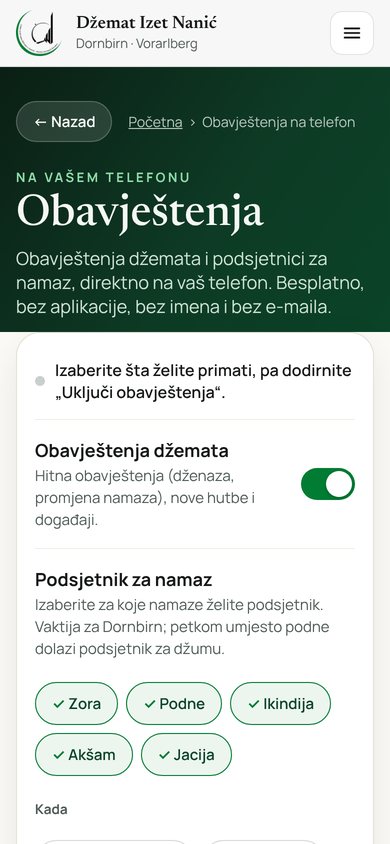 Džemat Izet Nanić
Dornbirn · Vorarlberg
← Nazad
Početna › Obavještenja na telefon
NA VAŠEM TELEFONU
Obavještenja
Obavještenja džemata i podsjetnici za
namaz, direktno na vaš telefon. Besplatno,
bez aplikacije, bez imena i bez e-maila.
Izaberite šta želite primati, pa dodirnite
„Uključi obavještenja“.
Obavještenja džemata
Hitna obavještenja (dženaza,
promjena namaza), nove hutbe i
događaji.
Podsjetnik za namaz
Izaberite za koje namaze želite podsjetnik.
Vaktija za Dornbirn; petkom umjesto podne
dolazi podsjetnik za džumu.
✓ Zora ✓ Podne ✓ Ikindija
✓ Akšam ✓ Jacija
Kada